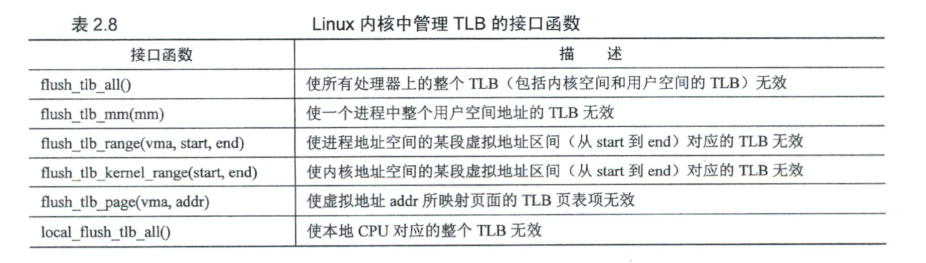 表 2.8 Linux 内核中管理 TLB 的接口函数
接口函数 描 述
flush_tlb_all() 使所有处理器上的整个 TLB（包括内核空间和用户空间的 TLB）无效
flush_tlb_mm(mm) 使一个进程中整个用户空间地址的 TLB 无效
flush_tlb_range(vma, start, end) 使进程地址空间的某段虚拟地址区间（从 start 到 end）对应的 TLB 无效
flush_tlb_kernel_range(start, end) 使内核地址空间的某段虚拟地址区间（从 start 到 end）对应的 TLB 无效
flush_tlb_page(vma, addr) 使虚拟地址 addr 所映射页面的 TLB 页表项无效
local_flush_tlb_all() 使本地 CPU 对应的整个 TLB 无效